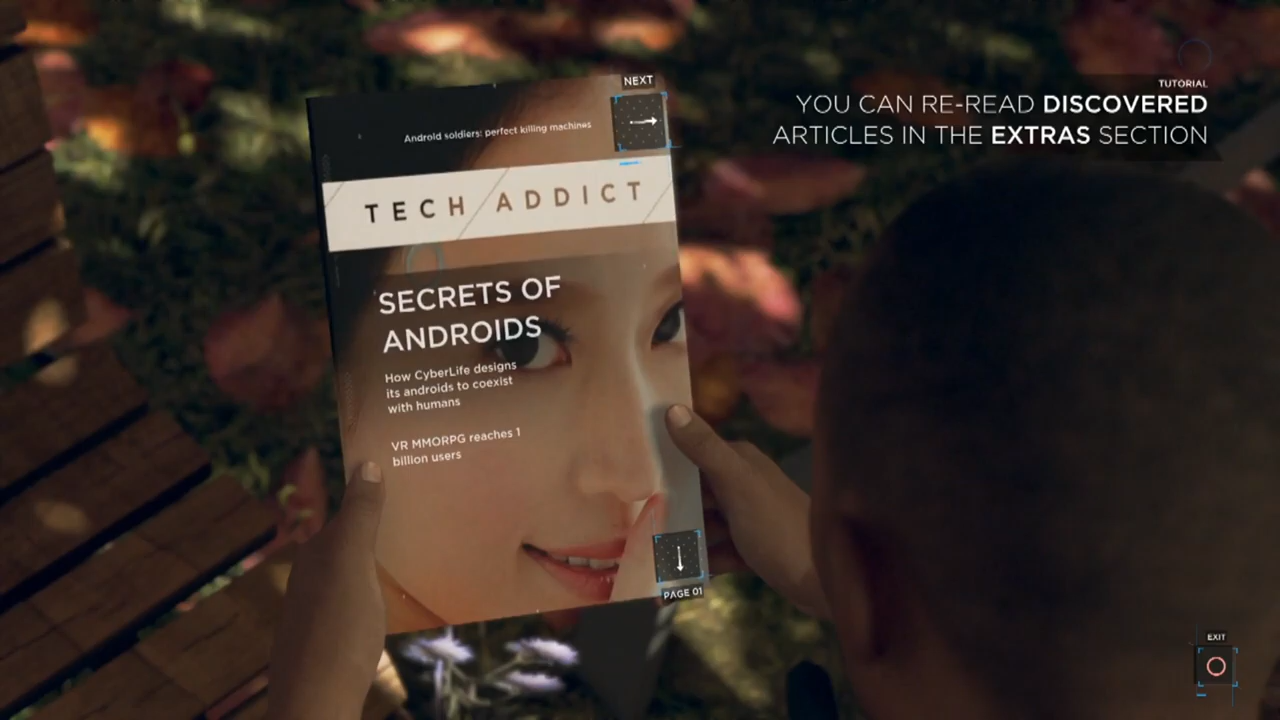 NEXT
Android soldiers: perfect killing machines
TECH ADDICT
SECRETS OF
ANDROIDS
How CyberLife designs
its androids to coexist
with humans
VR MMORPG reaches 1
billion users
PAGE 01
TUTORIAL
YOU CAN RE-READ DISCOVERED
ARTICLES IN THE EXTRAS SECTION
EXIT